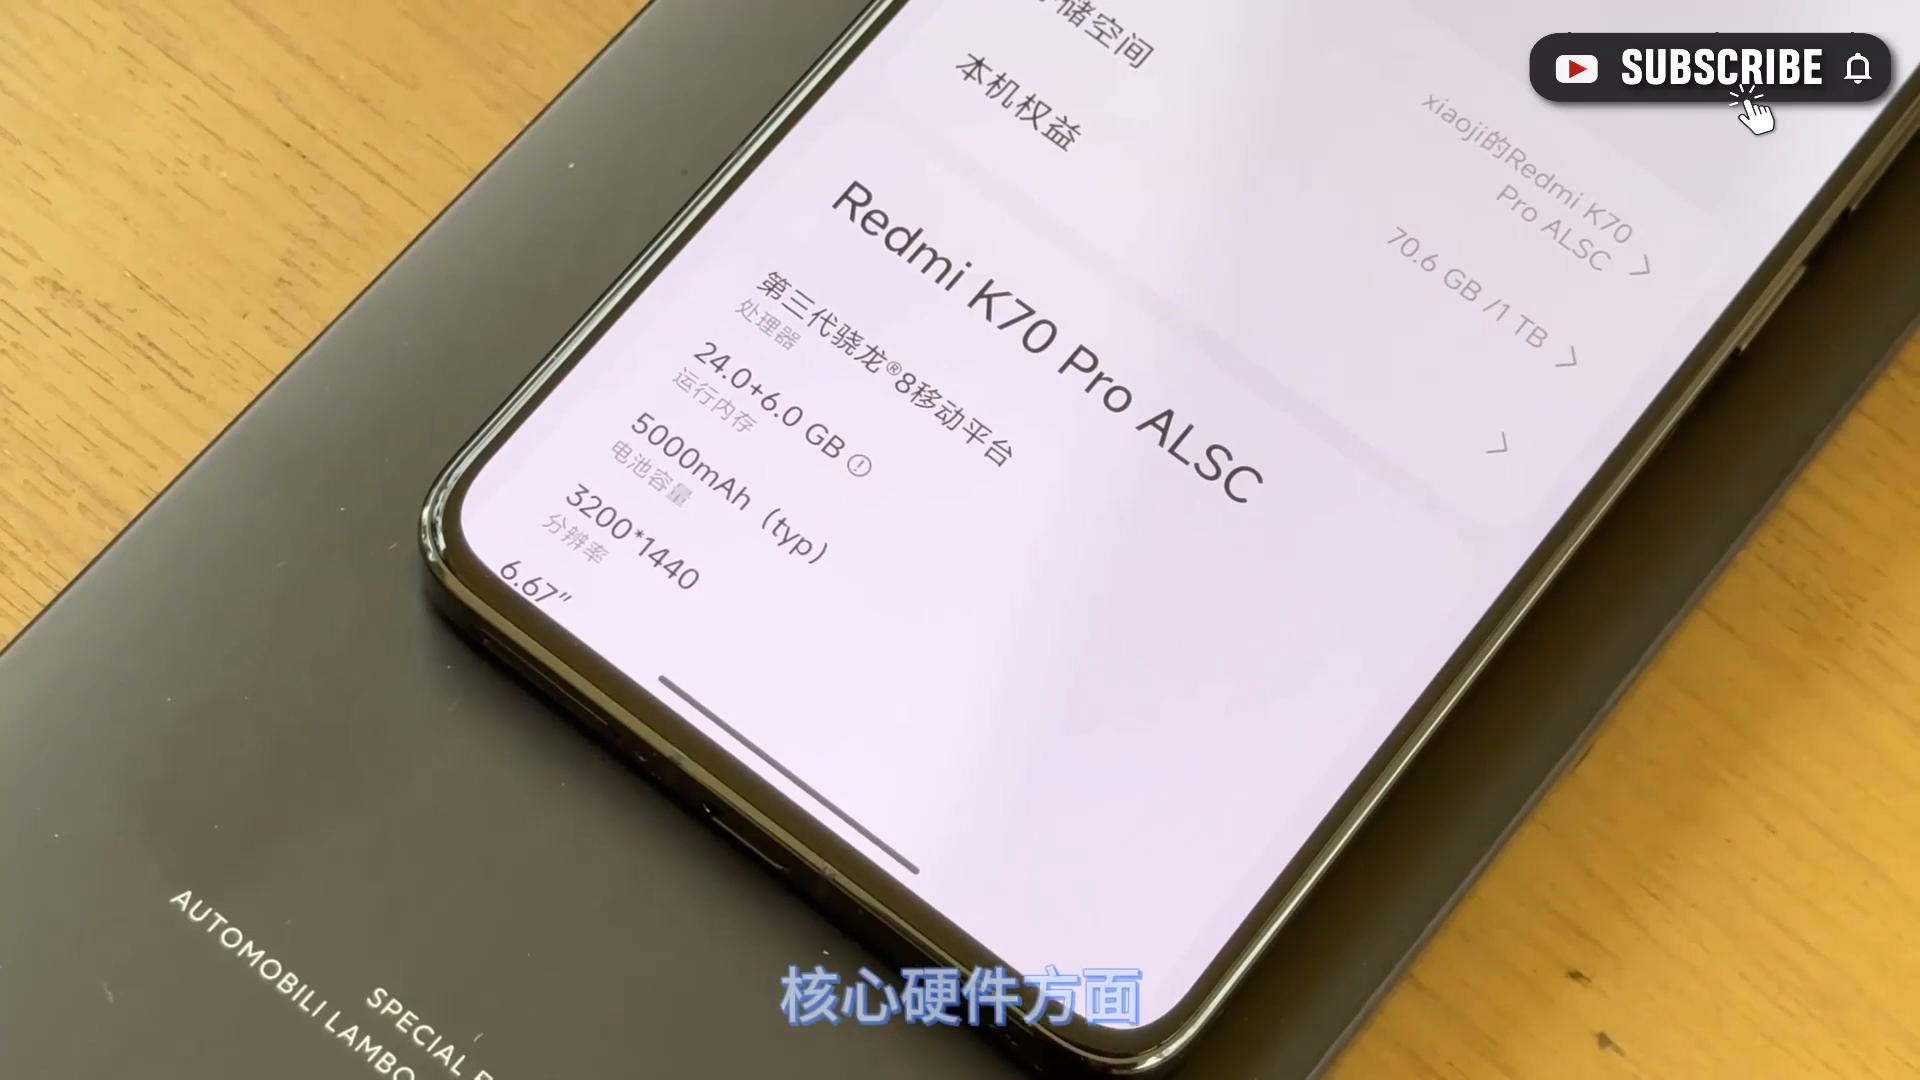 储空间
SUBSCRIBE
本机权益
xiaoji的Redmi K70
Pro ALSC
70.6 GB /1 TB
Redmi K70 Pro ALSC
第三代骁龙®8移动平台
处理器
24.0+6.0 GB
运行内存
5000mAh（typ）
电池容量
3200*1440
分辨率
6.67"
核心硬件方面
AUTOMOBILI LAMBO
SPECIAL